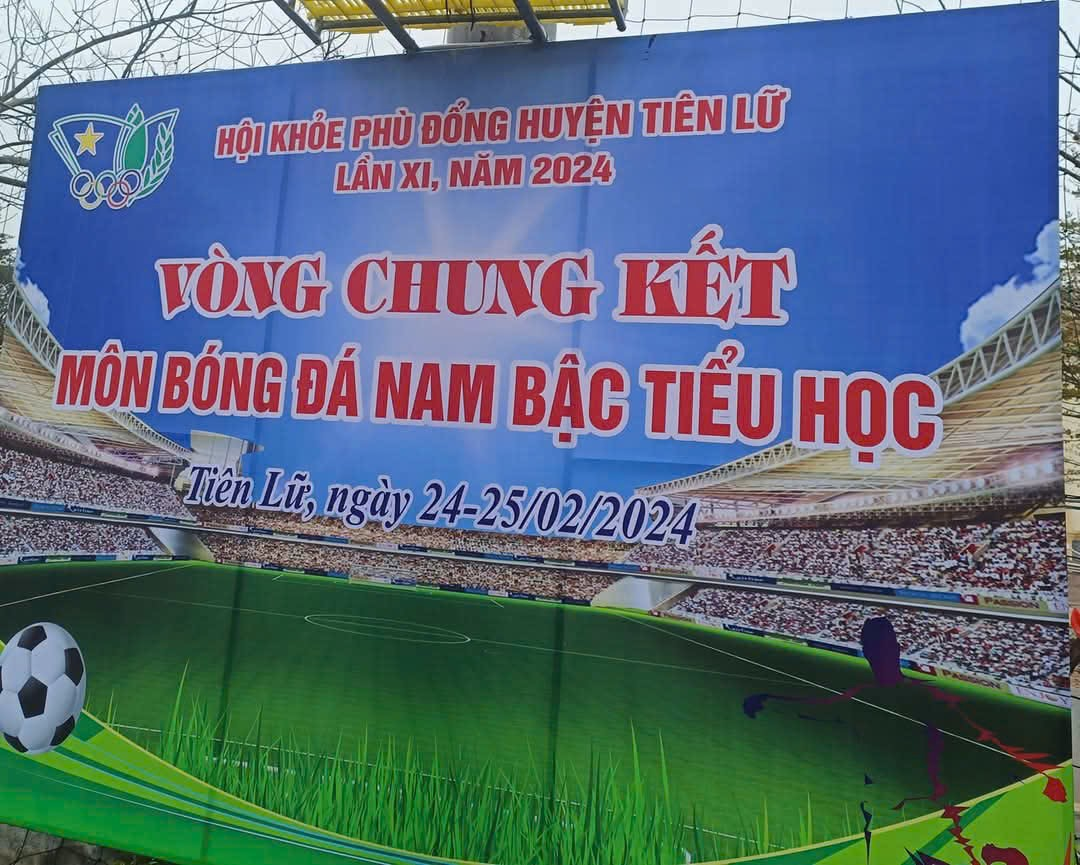 HỘI KHỎE PHÙ ĐỔNG HUYỆN TIÊN LỮ
LẦN XI, NĂM 2024
VÒNG CHUNG KẾT
MÔN BÓNG ĐÁ NAM BẬC TIỂU HỌC
Tiên Lữ, ngày 24-25/02/2024